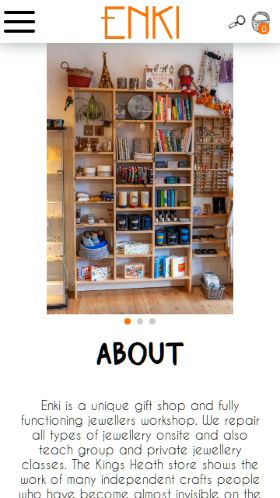 ENKI
0
ABOUT
Enki is a unique gift shop and fully
functioning jewellers workshop. We repair
all types of jewellery onsite and also
teach group and private jewellery
classes. The Kings Heath store shows the
work of many independent crafts people
who have become almost invisible on the